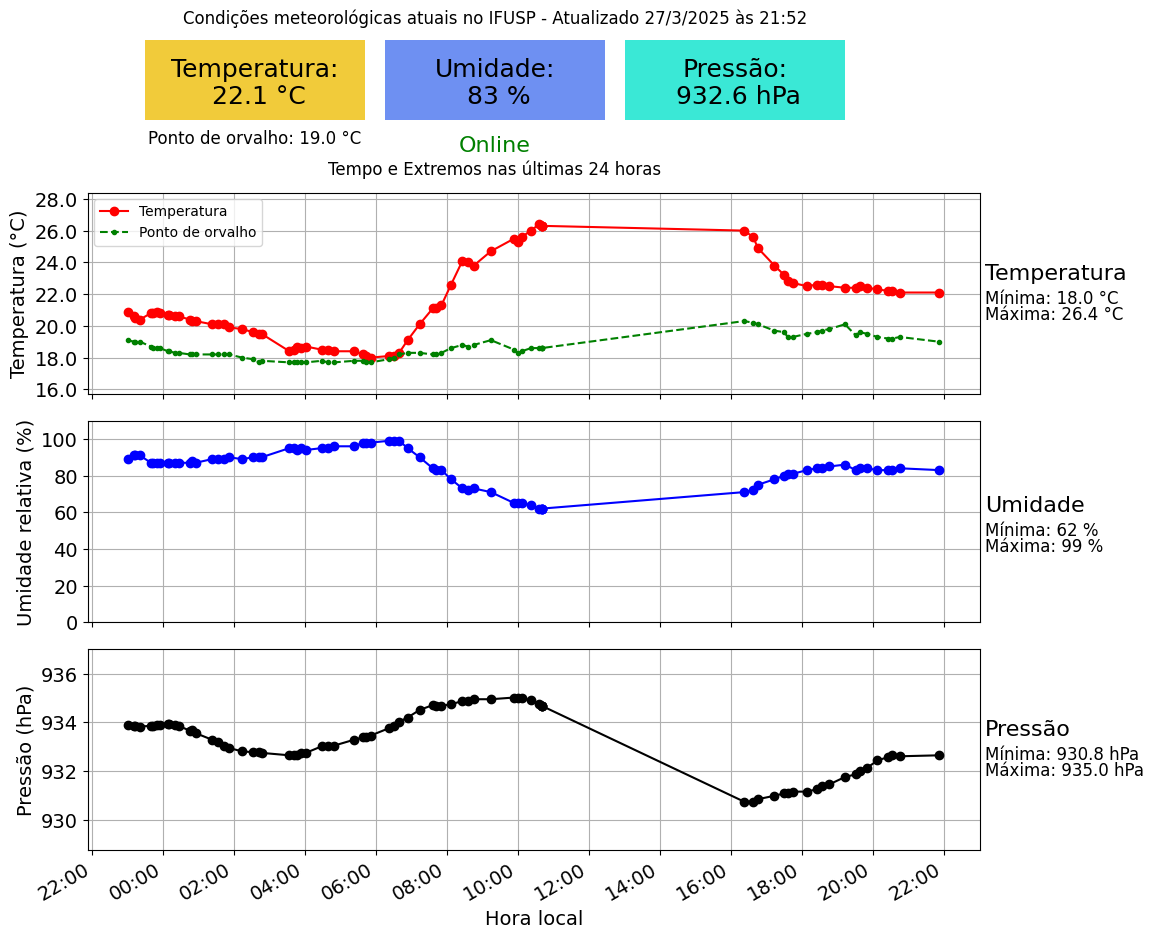 Condições meteorológicas atuais no IFUSP - Atualizado 27/3/2025 às 21:52
Temperatura:
22.1 °C
Umidade:
83 %
Pressão:
932.6 hPa
Ponto de orvalho: 19.0 °C
Online
Tempo e Extremos nas últimas 24 horas
Temperatura (°C)
28.0
26.0
24.0
22.0
20.0
18.0
16.0
Temperatura
Ponto de orvalho
Temperatura
Mínima: 18.0 °C
Máxima: 26.4 °C
Umidade relativa (%)
100
80
60
40
20
0
Umidade
Mínima: 62 %
Máxima: 99 %
Pressão (hPa)
936
934
932
930
Pressão
Mínima: 930.8 hPa
Máxima: 935.0 hPa
22:00 00:00 02:00 04:00 06:00 08:00 10:00 12:00 14:00 16:00 18:00 20:00 22:00
Hora local